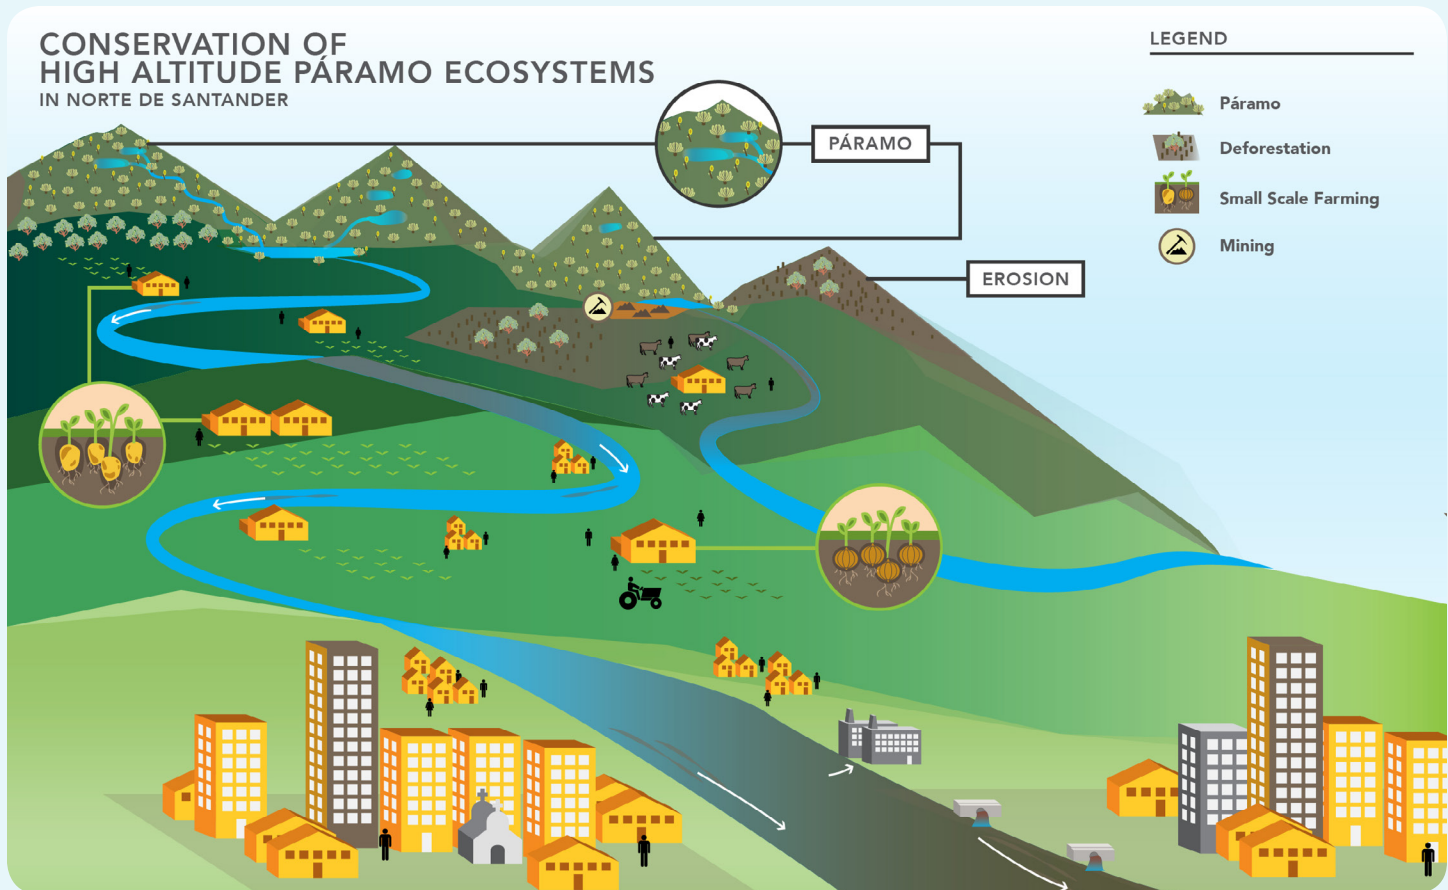 CONSERVATION OF
HIGH ALTITUDE PÁRAMO ECOSYSTEMS
IN NORTE DE SANTANDER
LEGEND
Páramo
Deforestation
Small Scale Farming
Mining
PÁRAMO
EROSION